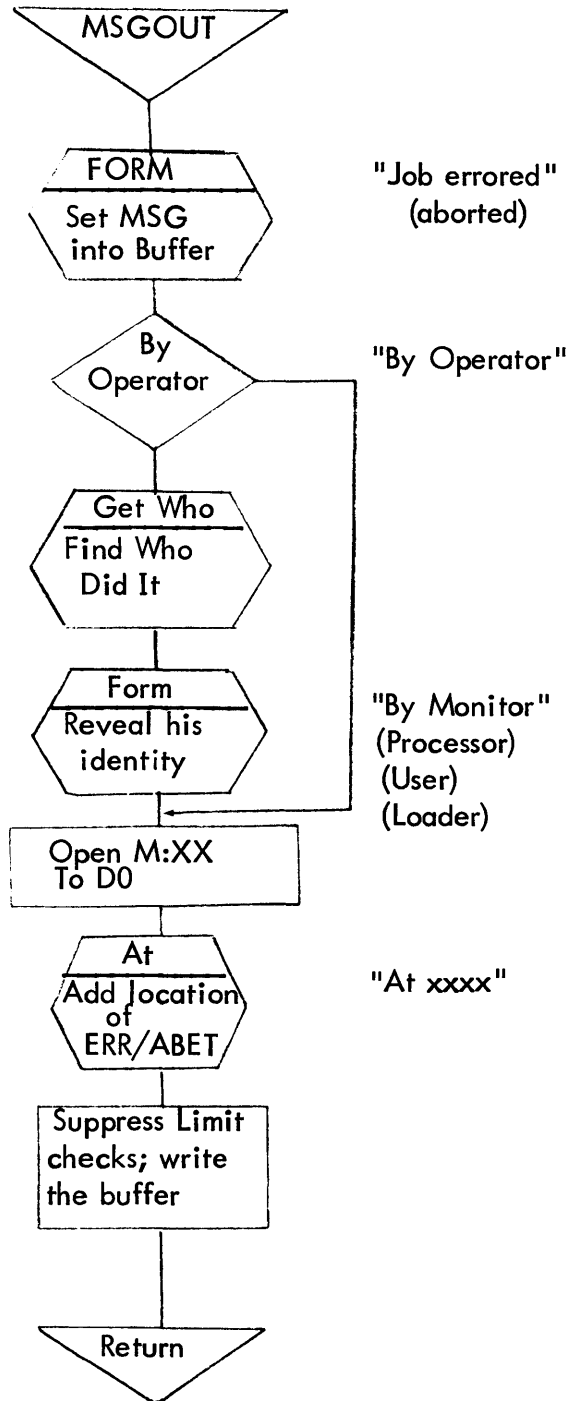 MSGOUT
FORM
Set MSG
into Buffer
"Job errored"
(aborted)
By
Operator
"By Operator"
Get Who
Find Who
Did It
Form
Reveal his
identity
"By Monitor"
(Processor)
(User)
(Loader)
Open M:XX
To D0
At
Add location
of
ERR/ABET
"At xxxx"
Suppress Limit
checks; write
the buffer
Return